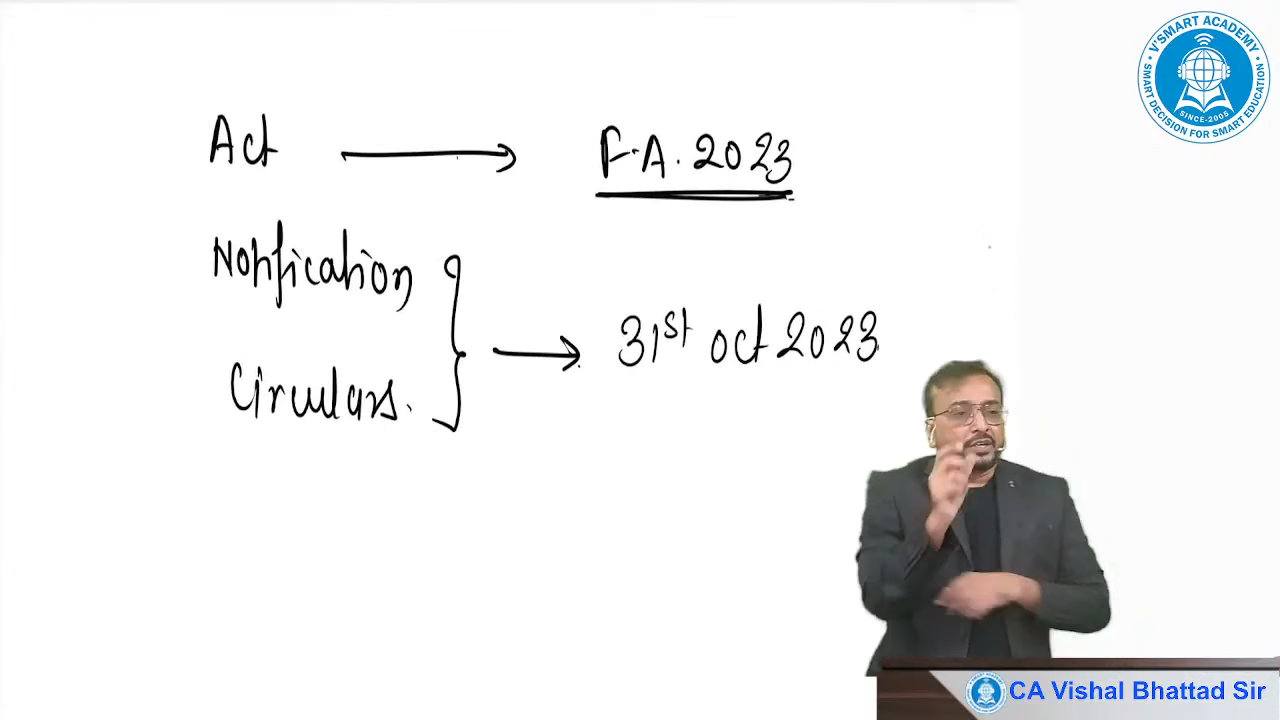 V'SMART ACADEMY
SMART DECISION FOR SMART EDUCATION
SINCE-2005
Act → F.A. 2023
Notification
Circulars. } → 31st oct 2023
CA Vishal Bhattad Sir